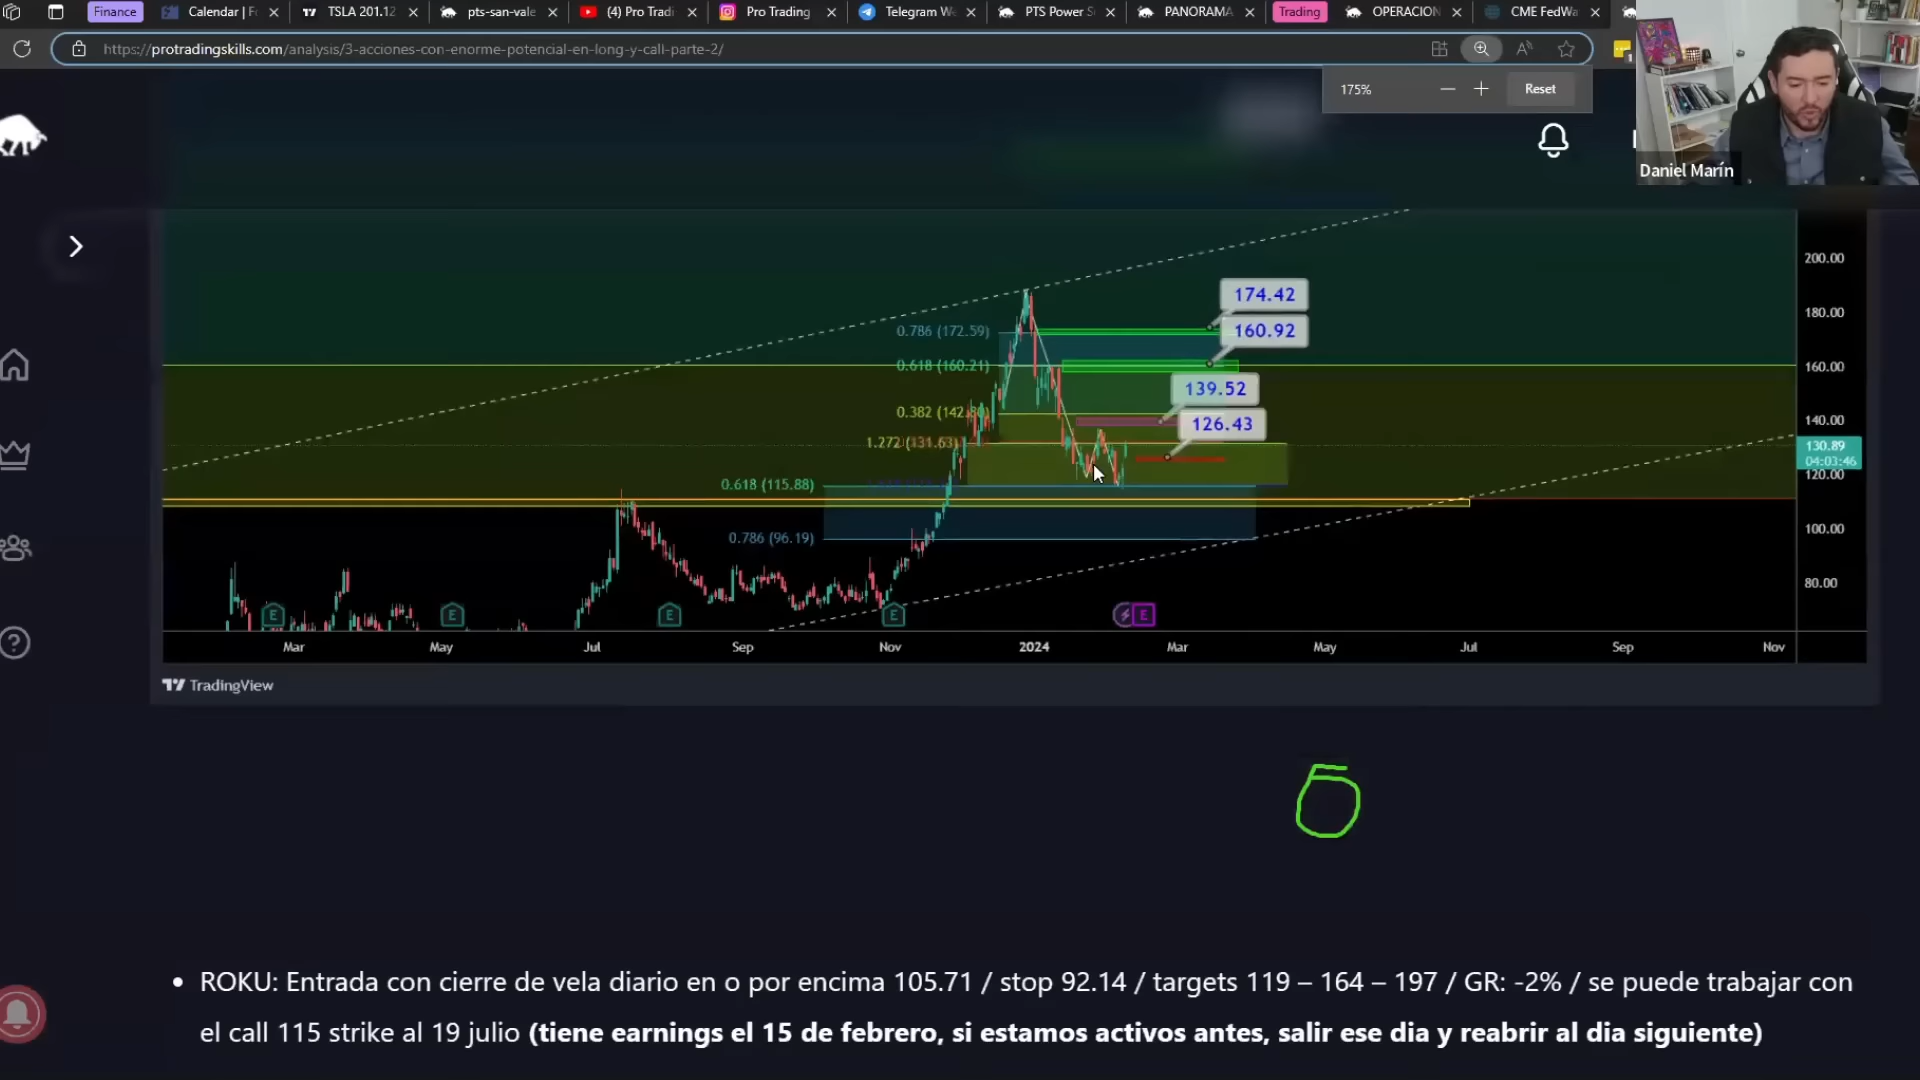 Finance
Calendar | F
TSLA 201.12
pts-san-vale
(4) Pro Tradi
Pro Trading
Telegram We
PTS Power S
PANORAMA
Trading
OPERACION
CME FedWa
https://protradingskills.com/analysis/3-acciones-con-enorme-potencial-en-long-y-call-parte-2/
175%
Reset
Daniel Marín
200.00
180.00
160.00
140.00
130.89
04:03:46
120.00
100.00
80.00
174.42
160.92
139.52
126.43
0.786 (172.59)
0.618 (160.21)
0.382 (142.80)
1.272 (131.63)
0.618 (115.88)
0.786 (96.19)
E
E
E
E
E
Mar
May
Jul
Sep
Nov
2024
Mar
May
Jul
Sep
Nov
TradingView
ROKU: Entrada con cierre de vela diario en o por encima 105.71 / stop 92.14 / targets 119 – 164 – 197 / GR: -2% / se puede trabajar con
el call 115 strike al 19 julio (tiene earnings el 15 de febrero, si estamos activos antes, salir ese dia y reabrir al dia siguiente)